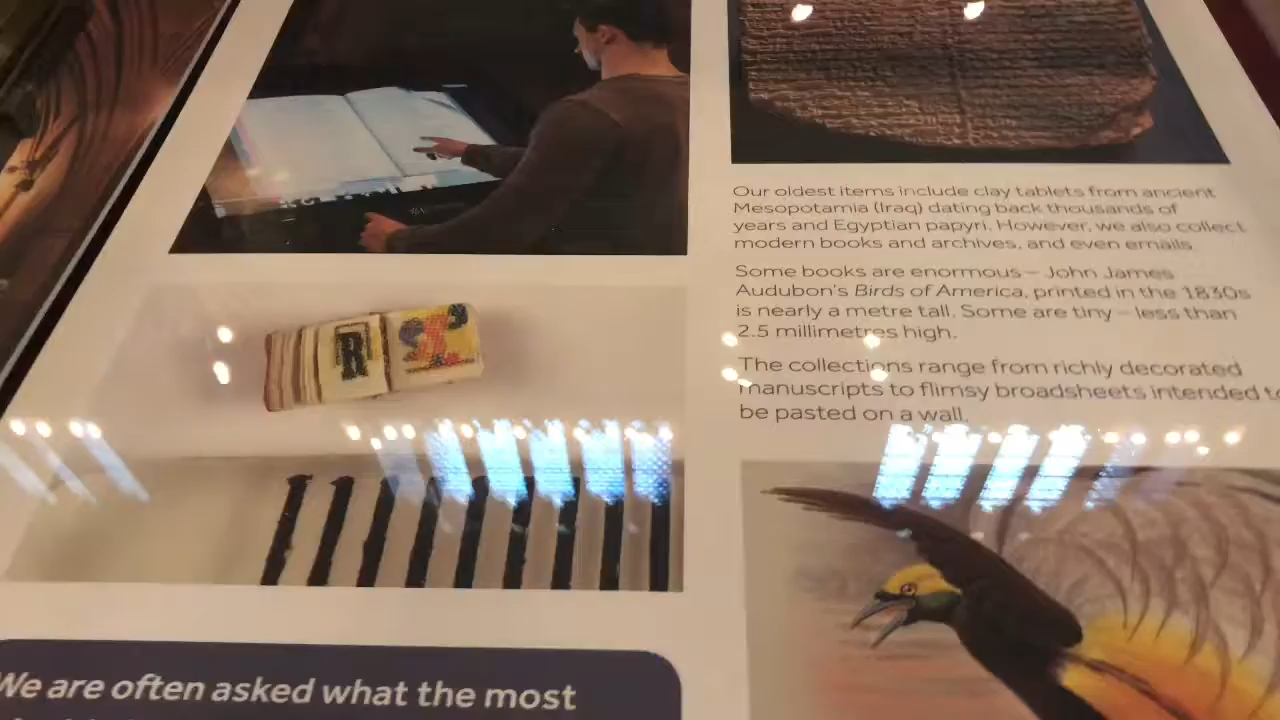 R
Our oldest items include clay tablets from ancient
Mesopotamia (Iraq) dating back thousands of
years and Egyptian papyri. However, we also collect
modern books and archives, and even emails.
Some books are enormous – John James
Audubon's Birds of America, printed in the 1830s
is nearly a metre tall. Some are tiny – less than
2.5 millimetres high.
The collections range from richly decorated
manuscripts to flimsy broadsheets intended to
be pasted on a wall.
We are often asked what the most